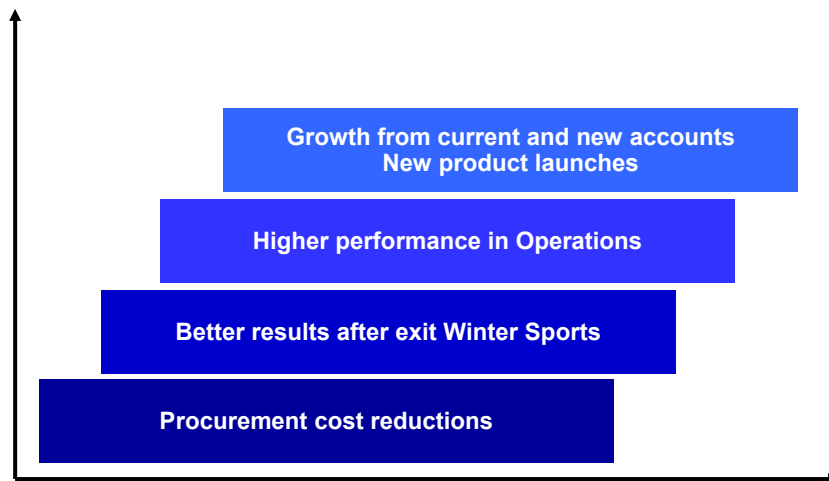 Growth from current and new accounts
New product launches
Higher performance in Operations
Better results after exit Winter Sports
Procurement cost reductions